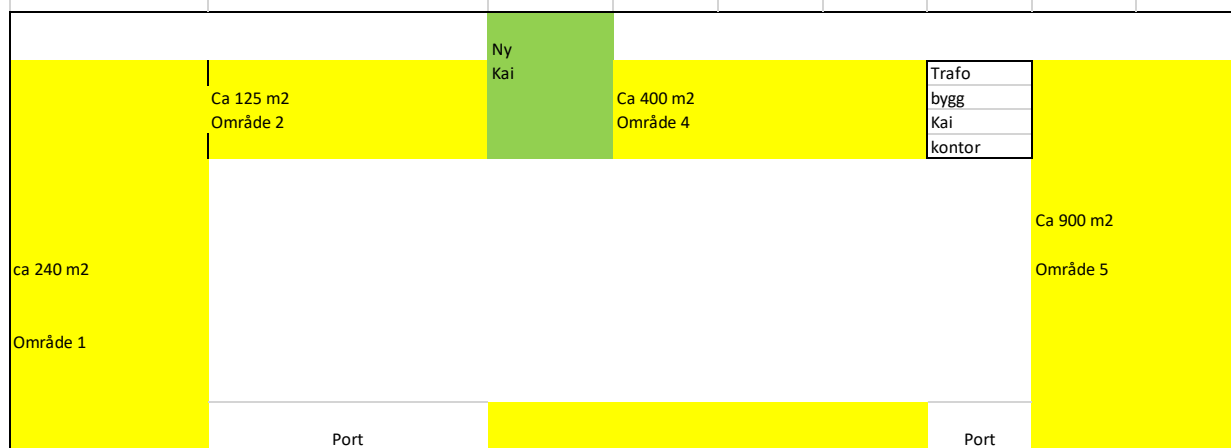 Ny
Kai
Ca 125 m2
Område 2
Ca 400 m2
Område 4
Trafo
bygg
Kai
kontor
Ca 900 m2
Område 5
ca 240 m2
Område 1
Port
Port